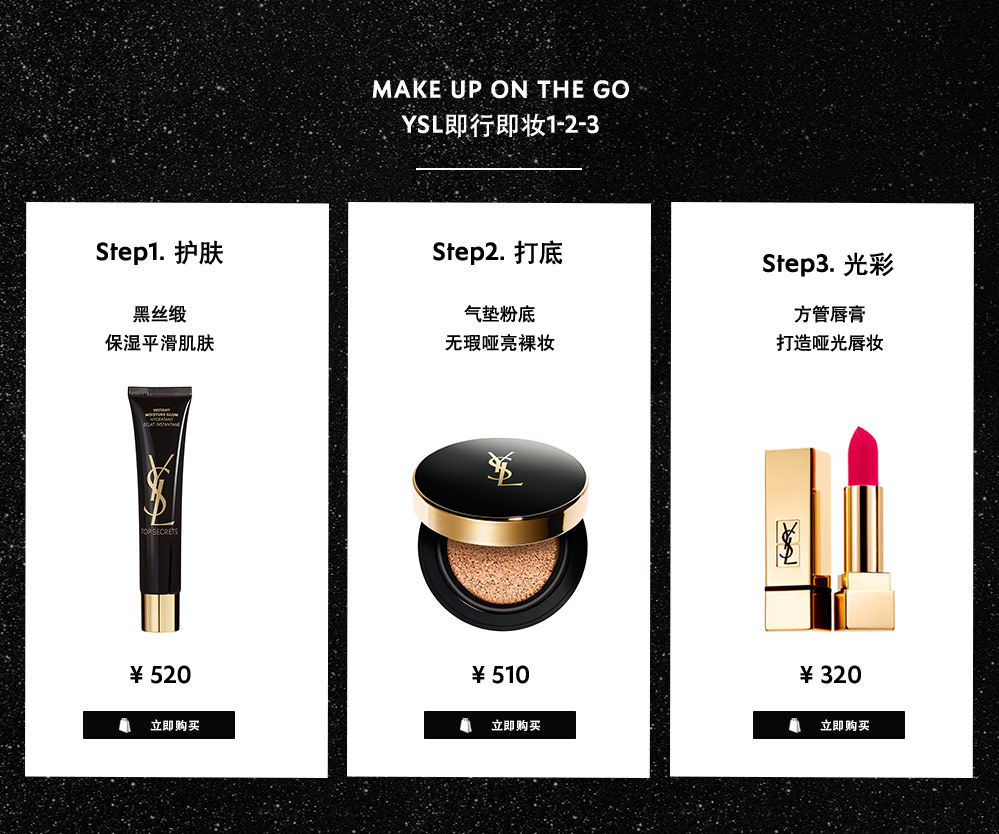 MAKE UP ON THE GO
YSL即行即妆1-2-3
Step1. 护肤
黑丝缎
保湿平滑肌肤
INSTANT
MOISTURE GLOW
HYDRATANT
ÉCLAT INSTANTANÉ
YSL
TOP SECRETS
¥ 520
立即购买
Step2. 打底
气垫粉底
无瑕哑亮裸妆
YSL
¥ 510
立即购买
Step3. 光彩
方管唇膏
打造哑光唇妆
YSL
¥ 320
立即购买